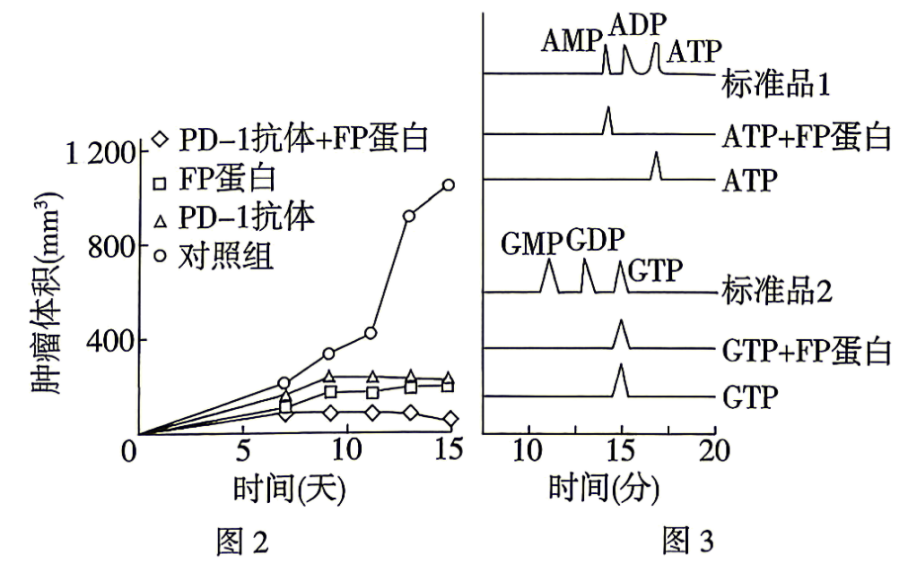 1 200
800
400
0
5
10
15
肿瘤体积(mm³)
◇ PD-1抗体+FP蛋白
□ FP蛋白
△ PD-1抗体
○ 对照组
时间(天)
图 2
AMP
ADP
ATP
标准品1
ATP+FP蛋白
ATP
GMP
GDP
GTP
标准品2
GTP+FP蛋白
GTP
10
15
20
时间(分)
图 3